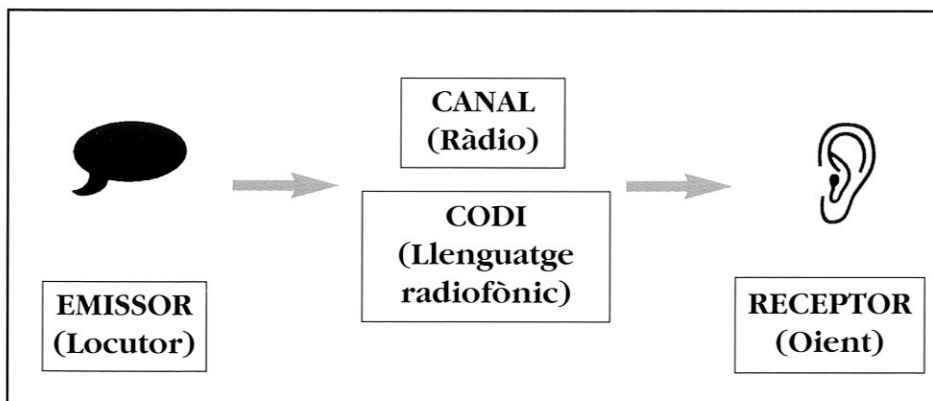 CANAL
(Ràdio)
CODI
(Llenguatge
radiofònic)
EMISSOR
(Locutor)
RECEPTOR
(Oient)